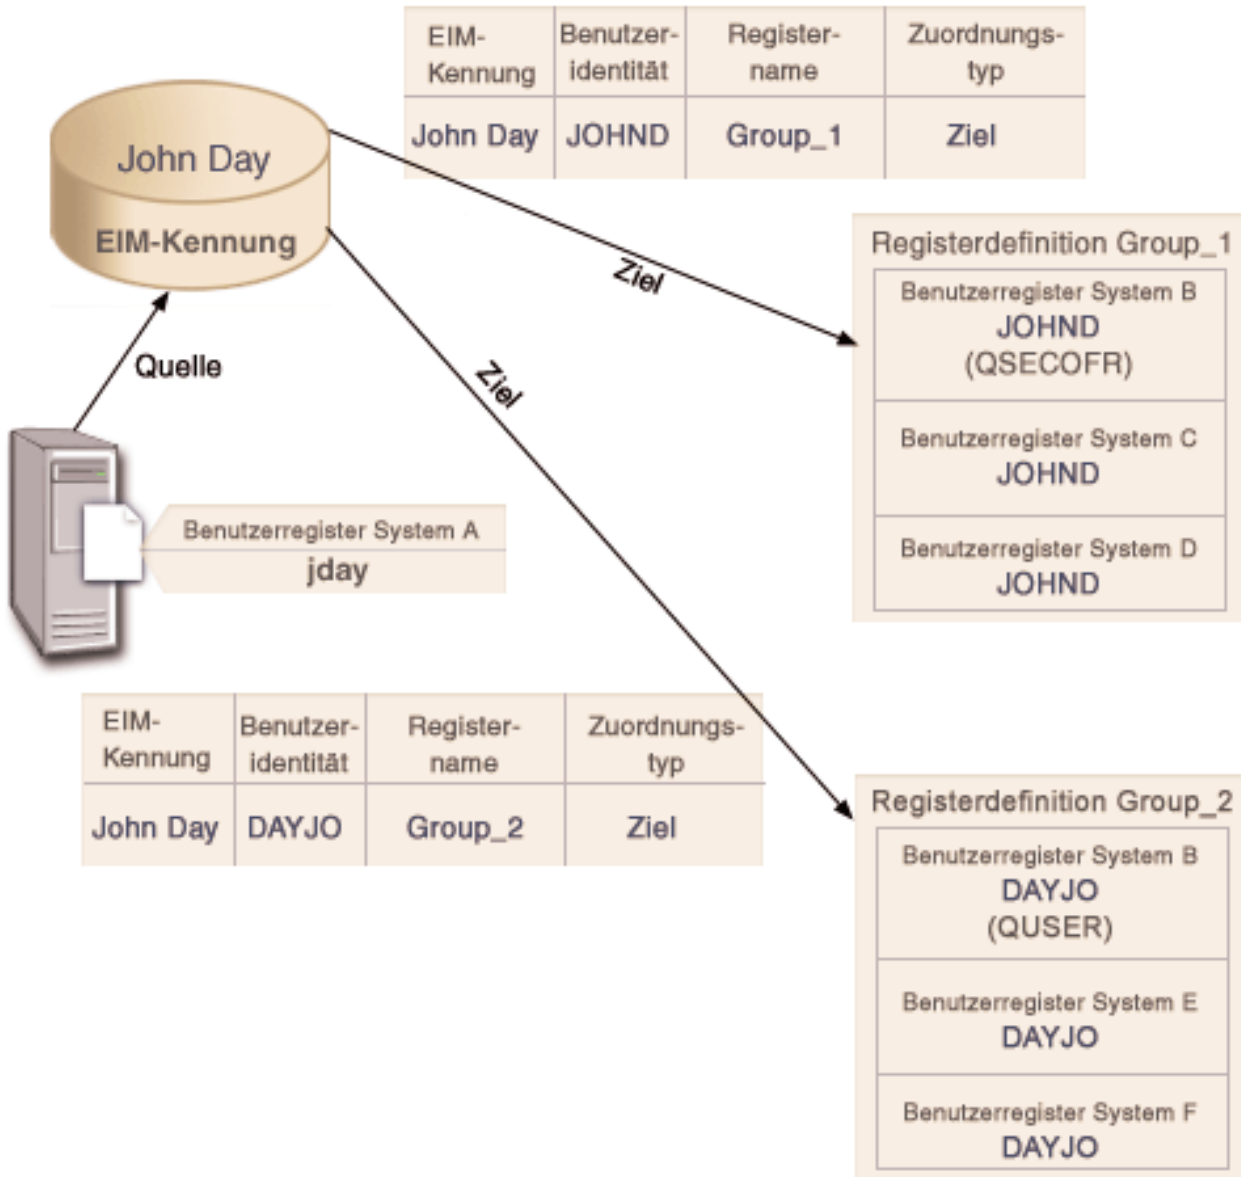 EIM-
Kennung
Benutzer-
identität
Register-
name
Zuordnungs-
typ
John Day
JOHND
Group_1
Ziel
John Day
EIM-Kennung
Quelle
Ziel
Ziel
Benutzerregister System A
jday
Registerdefinition Group_1
Benutzerregister System B
JOHND
(QSECOFR)
Benutzerregister System C
JOHND
Benutzerregister System D
JOHND
EIM-
Kennung
Benutzer-
identität
Register-
name
Zuordnungs-
typ
John Day
DAYJO
Group_2
Ziel
Registerdefinition Group_2
Benutzerregister System B
DAYJO
(QUSER)
Benutzerregister System E
DAYJO
Benutzerregister System F
DAYJO